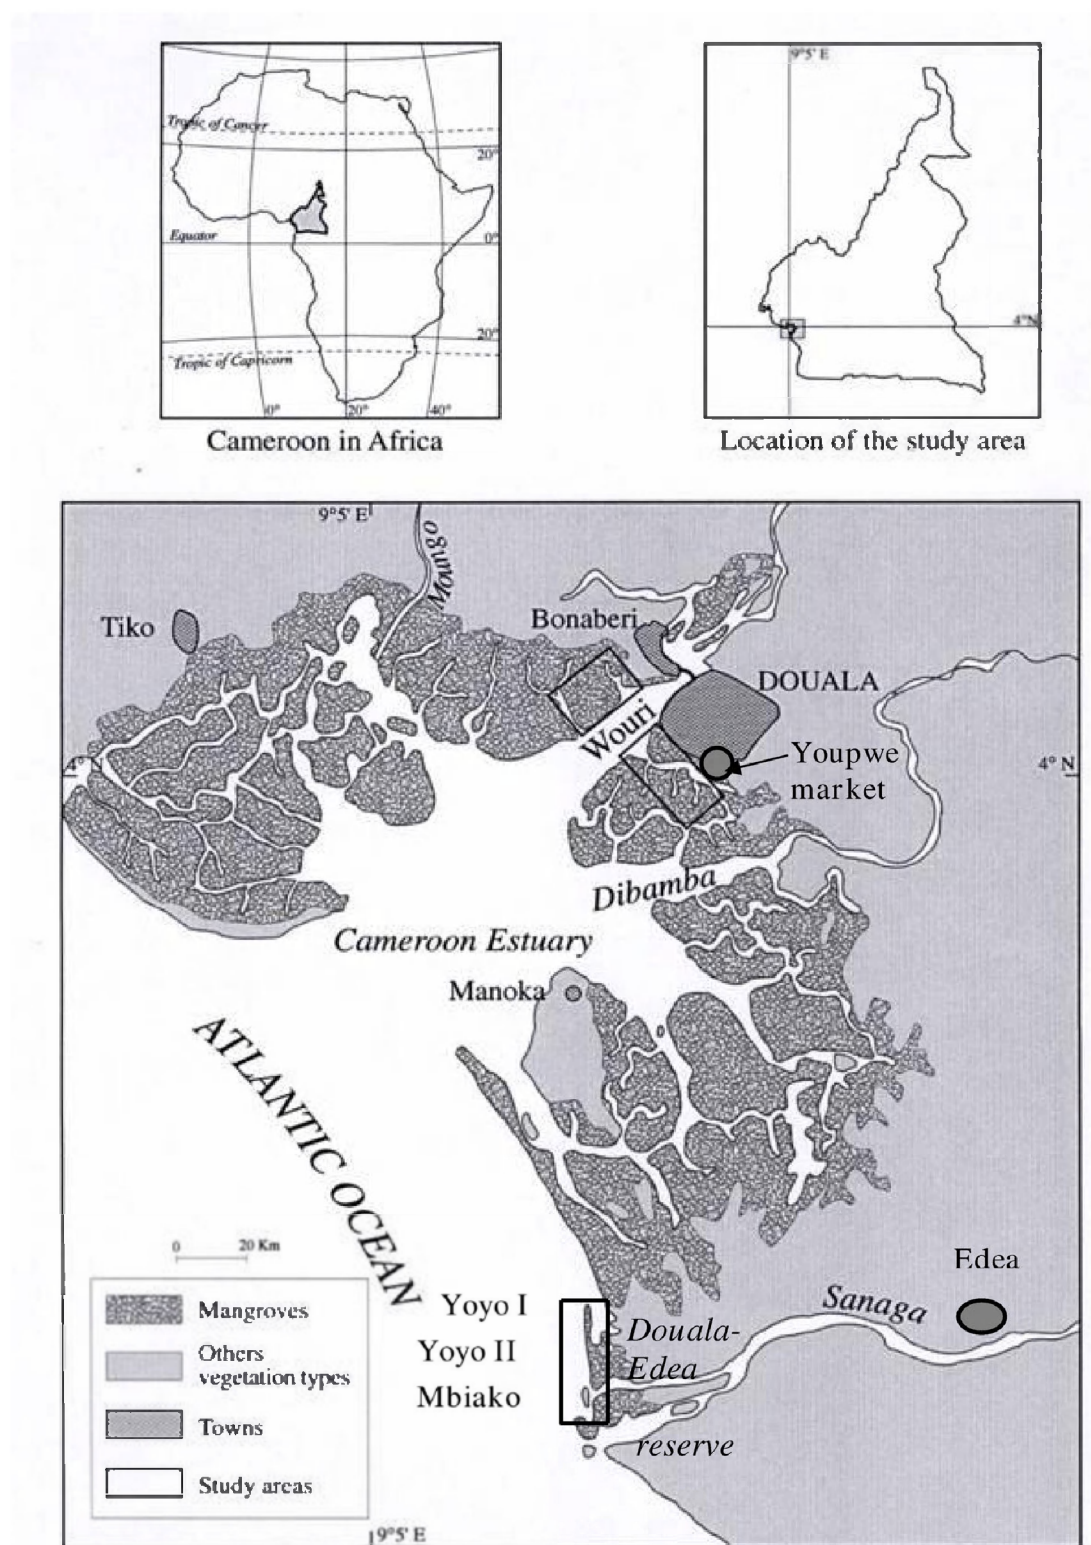 Tropic of Cancer
20°
Equator
0°
20°
Tropic of Capricorn
0°
20°
40°
Cameroon in Africa
9°5' E
4°N
Location of the study area
9°5' E
Moungo
Tiko
Bonaberi
DOUALA
Wouri
Youpwe
market
4° N
4° N
Dibamba
Cameroon Estuary
Manoka
ATLANTIC OCEAN
0 20 Km
Edea
Sanaga
Yoyo I
Yoyo II
Mbiako
Douala-
Edea
reserve
Mangroves
Others
vegetation types
Towns
Study areas
9°5' E